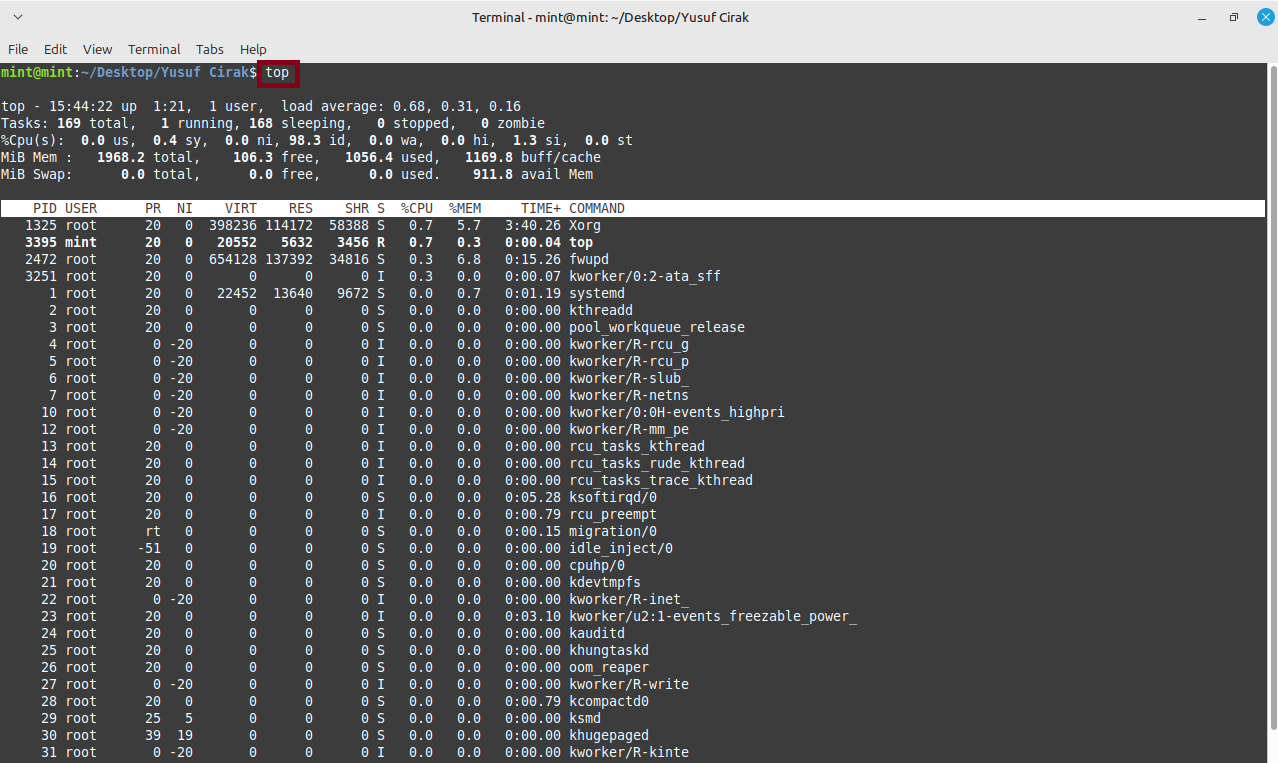 Terminal - mint@mint: ~/Desktop/Yusuf Cirak
File Edit View Terminal Tabs Help
mint@mint:~/Desktop/Yusuf Cirak$ top
top - 15:44:22 up  1:21,  1 user,  load average: 0.68, 0.31, 0.16
Tasks: 169 total,   1 running, 168 sleeping,   0 stopped,   0 zombie
%Cpu(s):  0.0 us,  0.4 sy,  0.0 ni, 98.3 id,  0.0 wa,  0.0 hi,  1.3 si,  0.0 st
MiB Mem :   1968.2 total,    106.3 free,   1056.4 used,   1169.8 buff/cache
MiB Swap:      0.0 total,      0.0 free,      0.0 used.    911.8 avail Mem
PID USER      PR  NI    VIRT    RES    SHR S  %CPU  %MEM     TIME+ COMMAND
1325 root      20   0  398236 114172  58388 S   0.7   5.7   3:40.26 Xorg
3395 mint      20   0   20552   5632   3456 R   0.7   0.3   0:00.04 top
2472 root      20   0  654128 137392  34816 S   0.3   6.8   0:15.26 fwupd
3251 root      20   0       0      0      0 I   0.3   0.0   0:00.07 kworker/0:2-ata_sff
1 root      20   0   22452  13640   9672 S   0.0   0.7   0:01.19 systemd
2 root      20   0       0      0      0 S   0.0   0.0   0:00.00 kthreadd
3 root      20   0       0      0      0 S   0.0   0.0   0:00.00 pool_workqueue_release
4 root       0 -20       0      0      0 I   0.0   0.0   0:00.00 kworker/R-rcu_g
5 root       0 -20       0      0      0 I   0.0   0.0   0:00.00 kworker/R-rcu_p
6 root       0 -20       0      0      0 I   0.0   0.0   0:00.00 kworker/R-slub_
7 root       0 -20       0      0      0 I   0.0   0.0   0:00.00 kworker/R-netns
10 root       0 -20       0      0      0 I   0.0   0.0   0:00.00 kworker/0:0H-events_highpri
12 root       0 -20       0      0      0 I   0.0   0.0   0:00.00 kworker/R-mm_pe
13 root      20   0       0      0      0 I   0.0   0.0   0:00.00 rcu_tasks_kthread
14 root      20   0       0      0      0 I   0.0   0.0   0:00.00 rcu_tasks_rude_kthread
15 root      20   0       0      0      0 I   0.0   0.0   0:00.00 rcu_tasks_trace_kthread
16 root      20   0       0      0      0 S   0.0   0.0   0:05.28 ksoftirqd/0
17 root      20   0       0      0      0 I   0.0   0.0   0:00.79 rcu_preempt
18 root      rt   0       0      0      0 S   0.0   0.0   0:00.15 migration/0
19 root     -51   0       0      0      0 S   0.0   0.0   0:00.00 idle_inject/0
20 root      20   0       0      0      0 S   0.0   0.0   0:00.00 cpuhp/0
21 root      20   0       0      0      0 S   0.0   0.0   0:00.00 kdevtmpfs
22 root       0 -20       0      0      0 I   0.0   0.0   0:00.00 kworker/R-inet_
23 root      20   0       0      0      0 I   0.0   0.0   0:03.10 kworker/u2:1-events_freezable_power_
24 root      20   0       0      0      0 S   0.0   0.0   0:00.00 kauditd
25 root      20   0       0      0      0 S   0.0   0.0   0:00.00 khungtaskd
26 root      20   0       0      0      0 S   0.0   0.0   0:00.00 oom_reaper
27 root       0 -20       0      0      0 I   0.0   0.0   0:00.00 kworker/R-write
28 root      20   0       0      0      0 S   0.0   0.0   0:00.79 kcompactd0
29 root      25   5       0      0      0 S   0.0   0.0   0:00.00 ksmd
30 root      39  19       0      0      0 S   0.0   0.0   0:00.00 khugepaged
31 root       0 -20       0      0      0 I   0.0   0.0   0:00.00 kworker/R-kinte